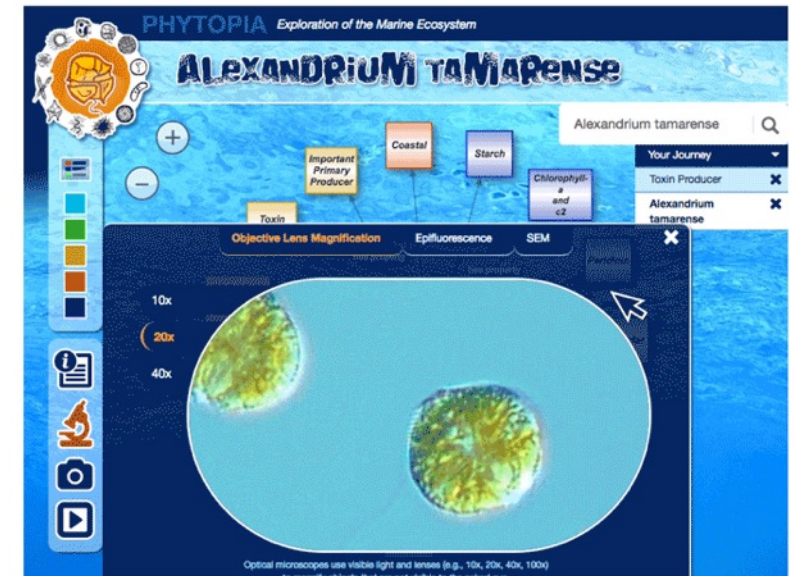 PHYTOPIA Exploration of the Marine Ecosystem
ALEXANDRIUM TAMARENSE
Alexandrium tamarense
Your Journey
Toxin Producer
Alexandrium
tamarense
Important
Primary
Producer
Coastal
Starch
Chlorophyll-
a
and
c2
Toxin
Objective Lens Magnification
Epifluorescence
SEM
10x
20x
40x
Optical microscopes use visible light and lenses (e.g., 10x, 20x, 40x, 100x)